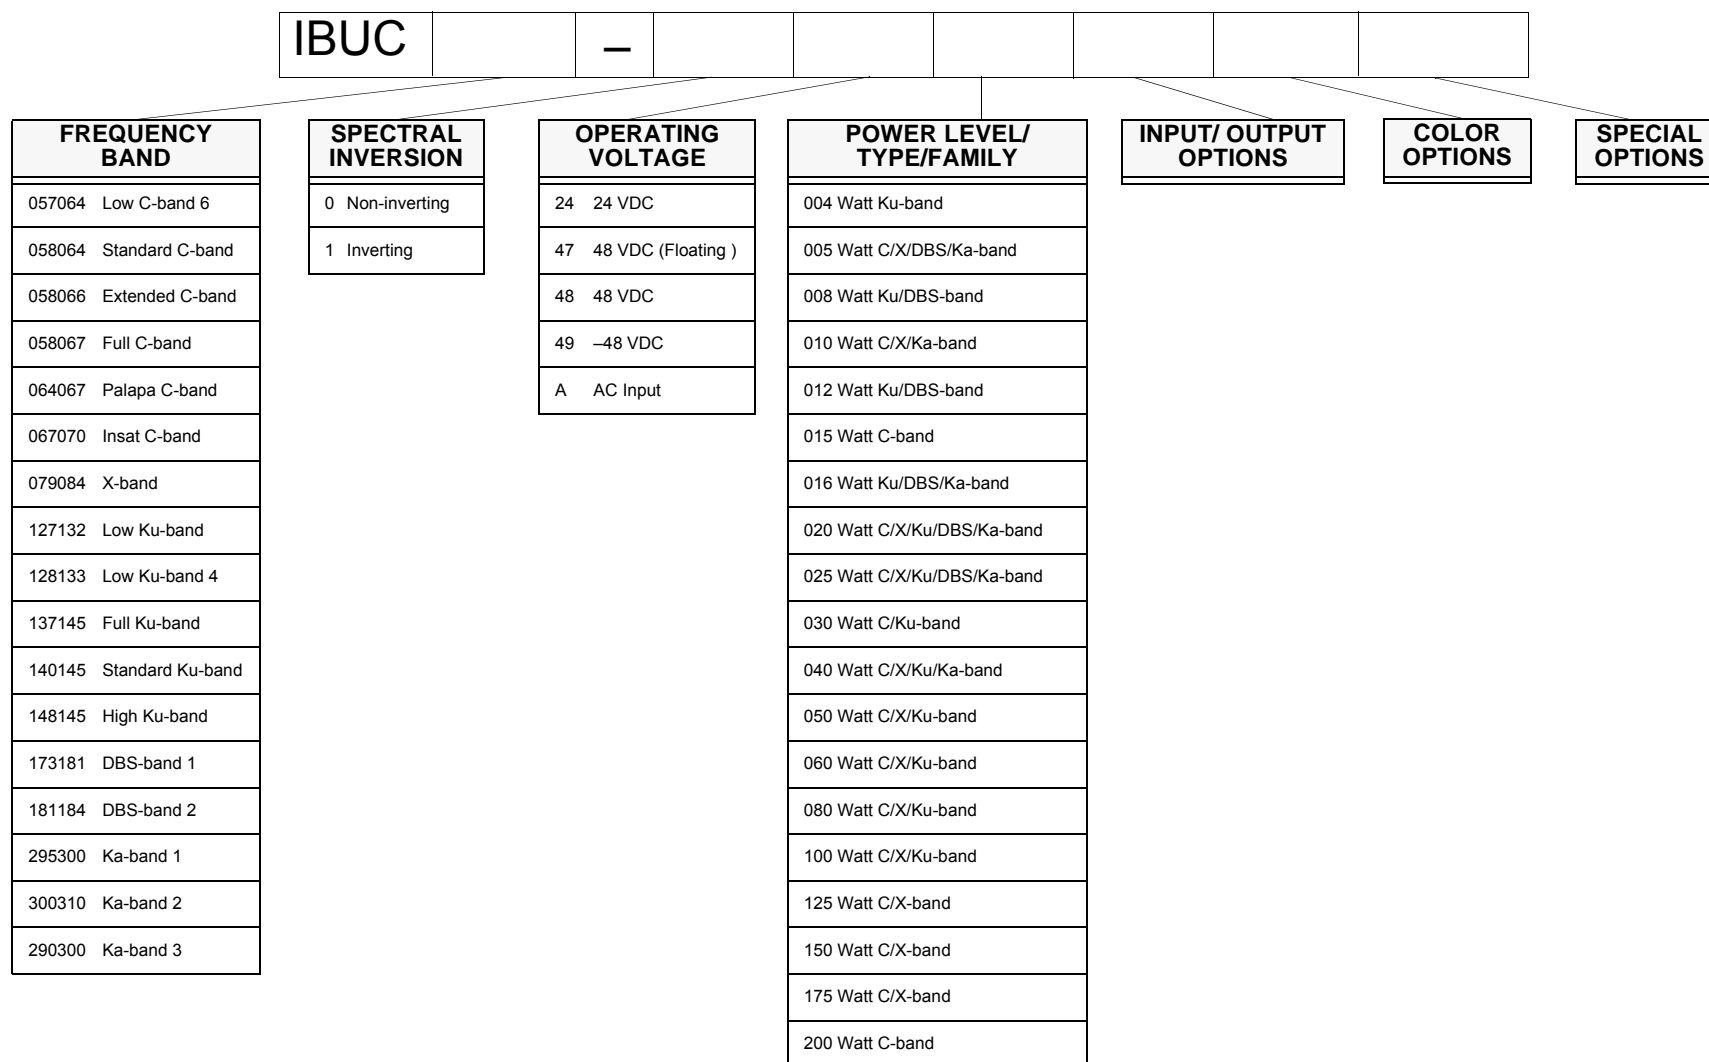 IBUC –
FREQUENCY
BAND
057064 Low C-band 6
058064 Standard C-band
058066 Extended C-band
058067 Full C-band
064067 Palapa C-band
067070 Insat C-band
079084 X-band
127132 Low Ku-band
128133 Low Ku-band 4
137145 Full Ku-band
140145 Standard Ku-band
148145 High Ku-band
173181 DBS-band 1
181184 DBS-band 2
295300 Ka-band 1
300310 Ka-band 2
290300 Ka-band 3
SPECTRAL
INVERSION
0 Non-inverting
1 Inverting
OPERATING
VOLTAGE
24 24 VDC
47 48 VDC (Floating )
48 48 VDC
49 –48 VDC
A AC Input
POWER LEVEL/
TYPE/FAMILY
004 Watt Ku-band
005 Watt C/X/DBS/Ka-band
008 Watt Ku/DBS-band
010 Watt C/X/Ka-band
012 Watt Ku/DBS-band
015 Watt C-band
016 Watt Ku/DBS/Ka-band
020 Watt C/X/Ku/DBS/Ka-band
025 Watt C/X/Ku/DBS/Ka-band
030 Watt C/Ku-band
040 Watt C/X/Ku/Ka-band
050 Watt C/X/Ku-band
060 Watt C/X/Ku-band
080 Watt C/X/Ku-band
100 Watt C/X/Ku-band
125 Watt C/X-band
150 Watt C/X-band
175 Watt C/X-band
200 Watt C-band
INPUT/ OUTPUT
OPTIONS
COLOR
OPTIONS
SPECIAL
OPTIONS